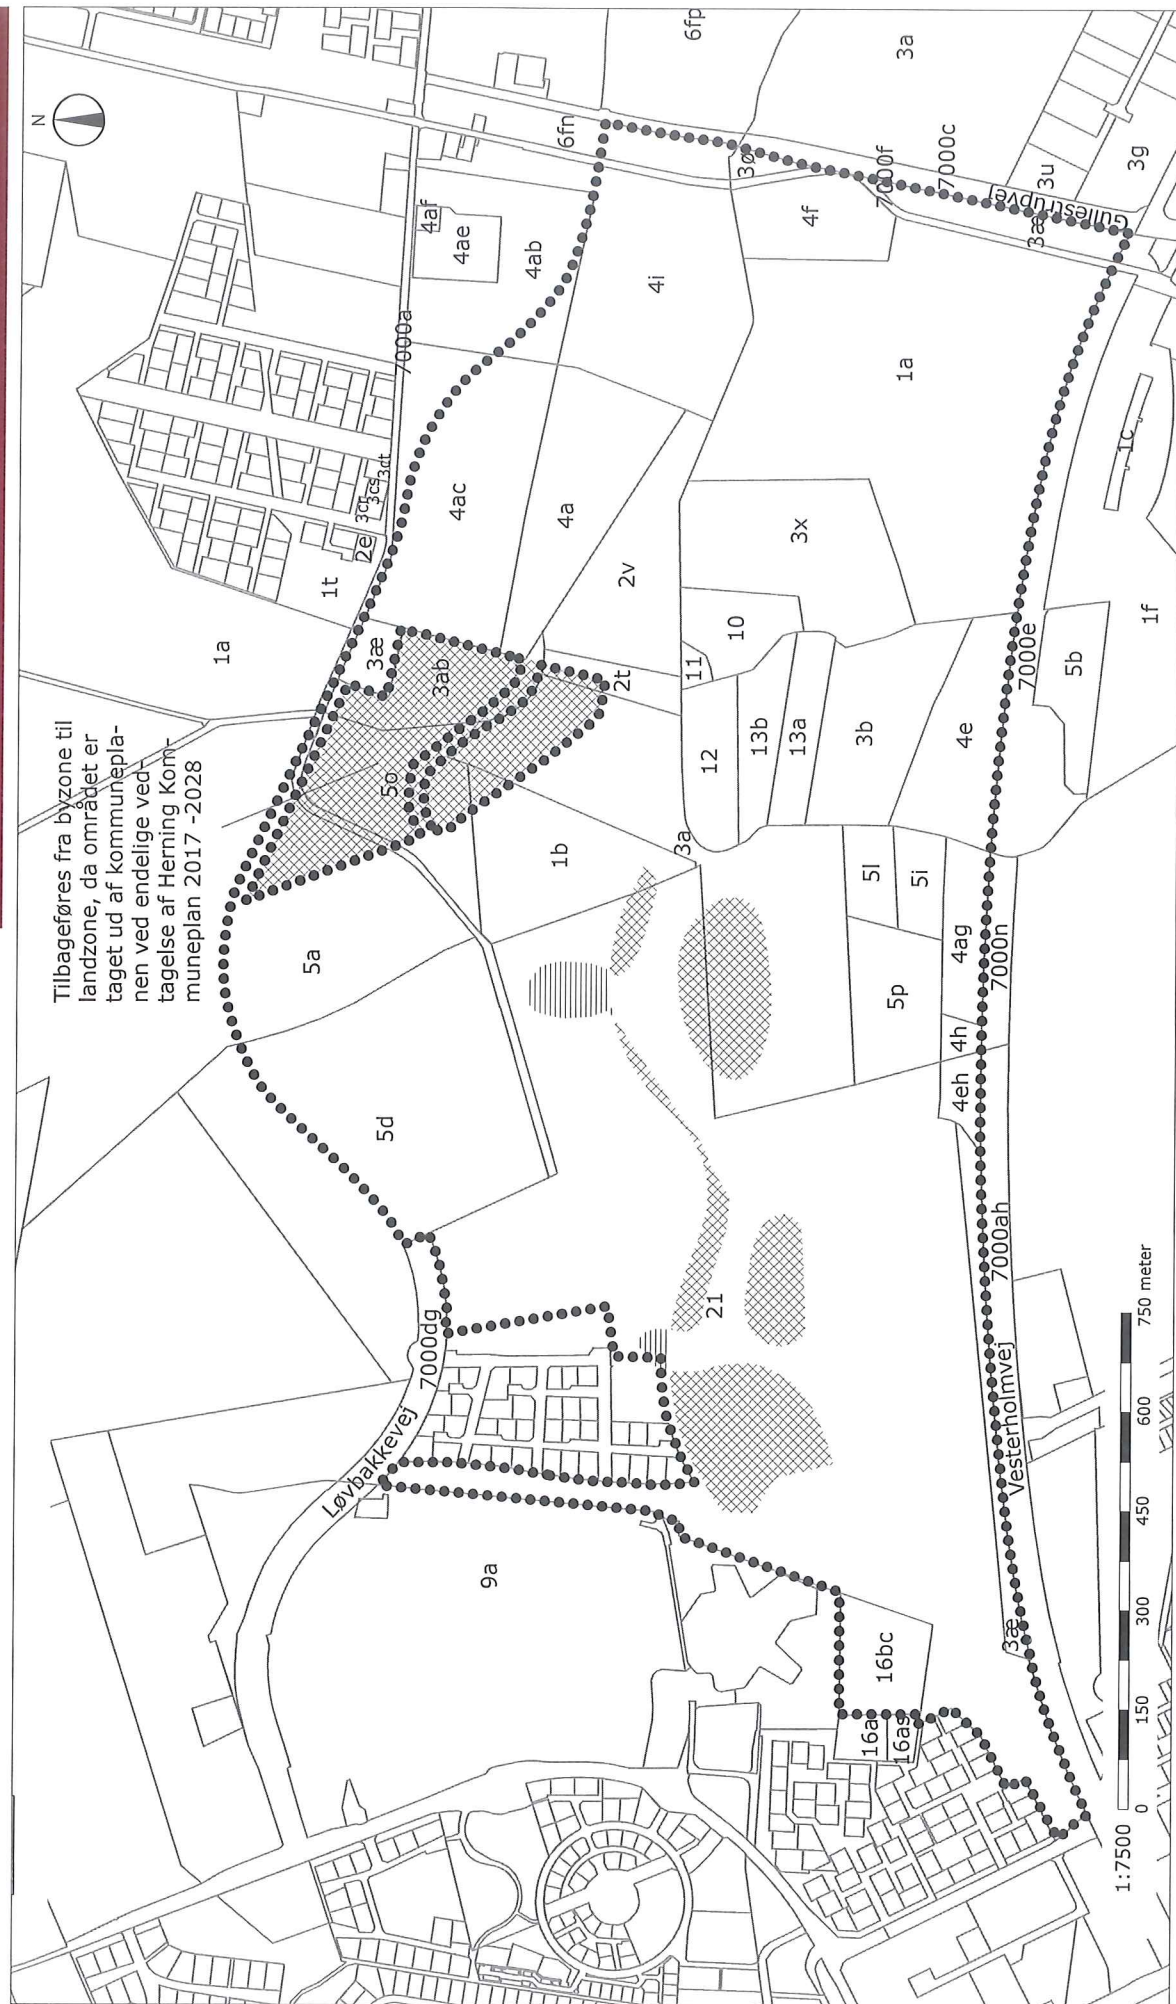 N
Tilbageføres fra byzone til
landzone, da området er
taget ud af kommunepla-
nen ved endelige ved-
tagelse af Herning Kom-
muneplan 2017 -2028
1a
1t
2e
3cr
3cs
3dt
7000a
4af
4ae
4ab
6fn
6fp
3a
3ø
7000f
7000c
Gullestrupvej
3u
3g
3æ
4f
4i
1a
4ac
4a
2v
3æ
3ab
5o
2t
5a
5d
1b
3a
11
10
3x
12
13b
13a
3b
4e
7000e
5b
1f
1c
5l
5i
5p
4ag
7000n
4h
4eh
7000ah
21
7000dg
Løvbakkevej
9a
16bc
16ar
16as
3æ
Vesterholmvej
1:7500
0 150 300 450 600 750 meter